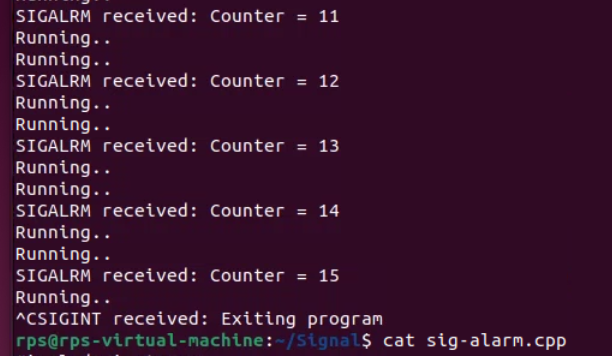 Running..
SIGALRM received: Counter = 11
Running..
Running..
SIGALRM received: Counter = 12
Running..
Running..
SIGALRM received: Counter = 13
Running..
Running..
SIGALRM received: Counter = 14
Running..
Running..
SIGALRM received: Counter = 15
Running..
^CSIGINT received: Exiting program
rps@rps-virtual-machine:~/Signal$ cat sig-alarm.cpp